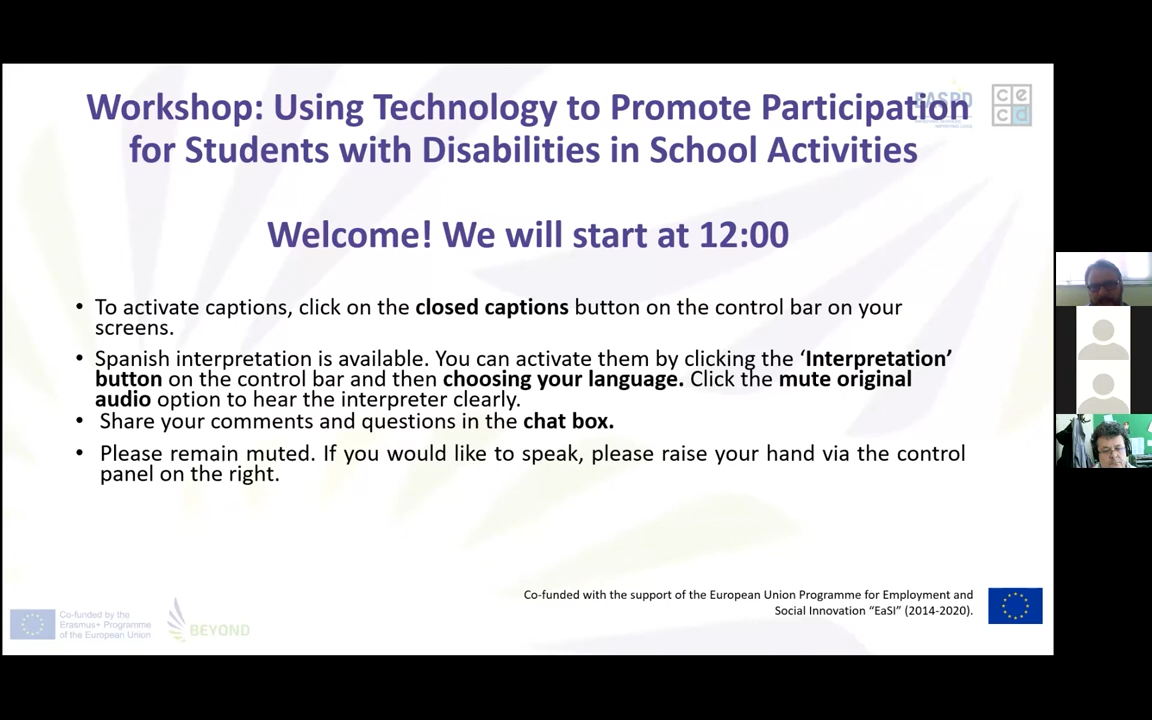 Workshop: Using Technology to Promote Participation
for Students with Disabilities in School Activities
EASPD
ce
cd
Welcome! We will start at 12:00
• To activate captions, click on the closed captions button on the control bar on your
screens.
• Spanish interpretation is available. You can activate them by clicking the ‘Interpretation’
button on the control bar and then choosing your language. Click the mute original
audio option to hear the interpreter clearly.
• Share your comments and questions in the chat box.
• Please remain muted. If you would like to speak, please raise your hand via the control
panel on the right.
Co-funded with the support of the European Union Programme for Employment and
Social Innovation “EaSI” (2014-2020).
Co-funded by the
Erasmus+ Programme
of the European Union
BEYOND